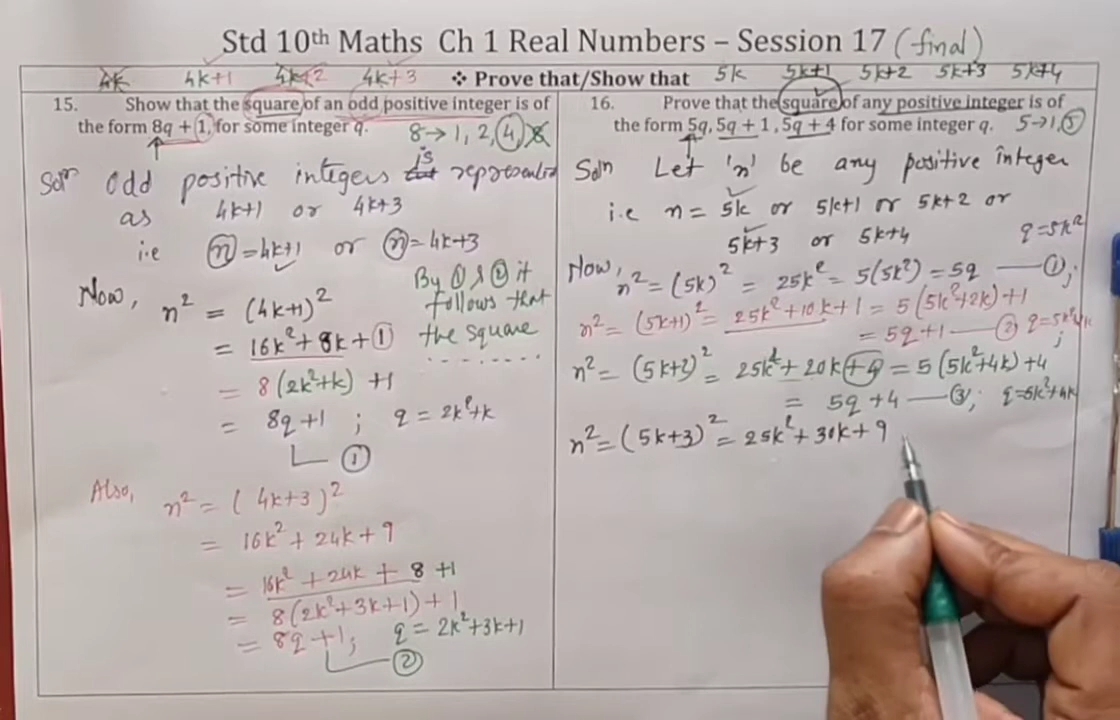 Std 10th Maths Ch 1 Real Numbers – Session 17 (final)
4k 4k+1 4k+2 4k+3 ❖ Prove that/Show that 5k 5k+1 5k+2 5k+3 5k+4
15. Show that the square of an odd positive integer is of
the form 8q + 1, for some integer q.
8 → 1, 2, 4, 8
Soln Odd positive integers is represented
as 4k+1 or 4k+3
i.e n = 4k+1 or n = 4k+3
Now, n² = (4k+1)²
= 16k² + 8k + 1
= 8(2k²+k) + 1
= 8q+1 ; q = 2k²+k
①
By ① & ② it
follows that
the square
........
Also, n² = (4k+3)²
= 16k² + 24k + 9
= 16k² + 24k + 8 + 1
= 8(2k²+3k+1) + 1
= 8q + 1; q = 2k²+3k+1
②
16. Prove that the square of any positive integer is of
the form 5q, 5q + 1, 5q + 4 for some integer q. 5 → 1, 5
Soln Let 'n' be any positive integer
i.e n = 5k or 5k+1 or 5k+2 or
5k+3 or 5k+4
q = 5k²
Now, n² = (5k)² = 25k² = 5(5k²) = 5q — ①;
n² = (5k+1)² = 25k² + 10k + 1 = 5(5k²+2k) + 1
= 5q + 1 — ② ;
n² = (5k+2)² = 25k² + 20k + 4 = 5(5k²+4k) + 4
= 5q + 4 — ③; q = 5k²+4k
n² = (5k+3)² = 25k² + 30k + 9